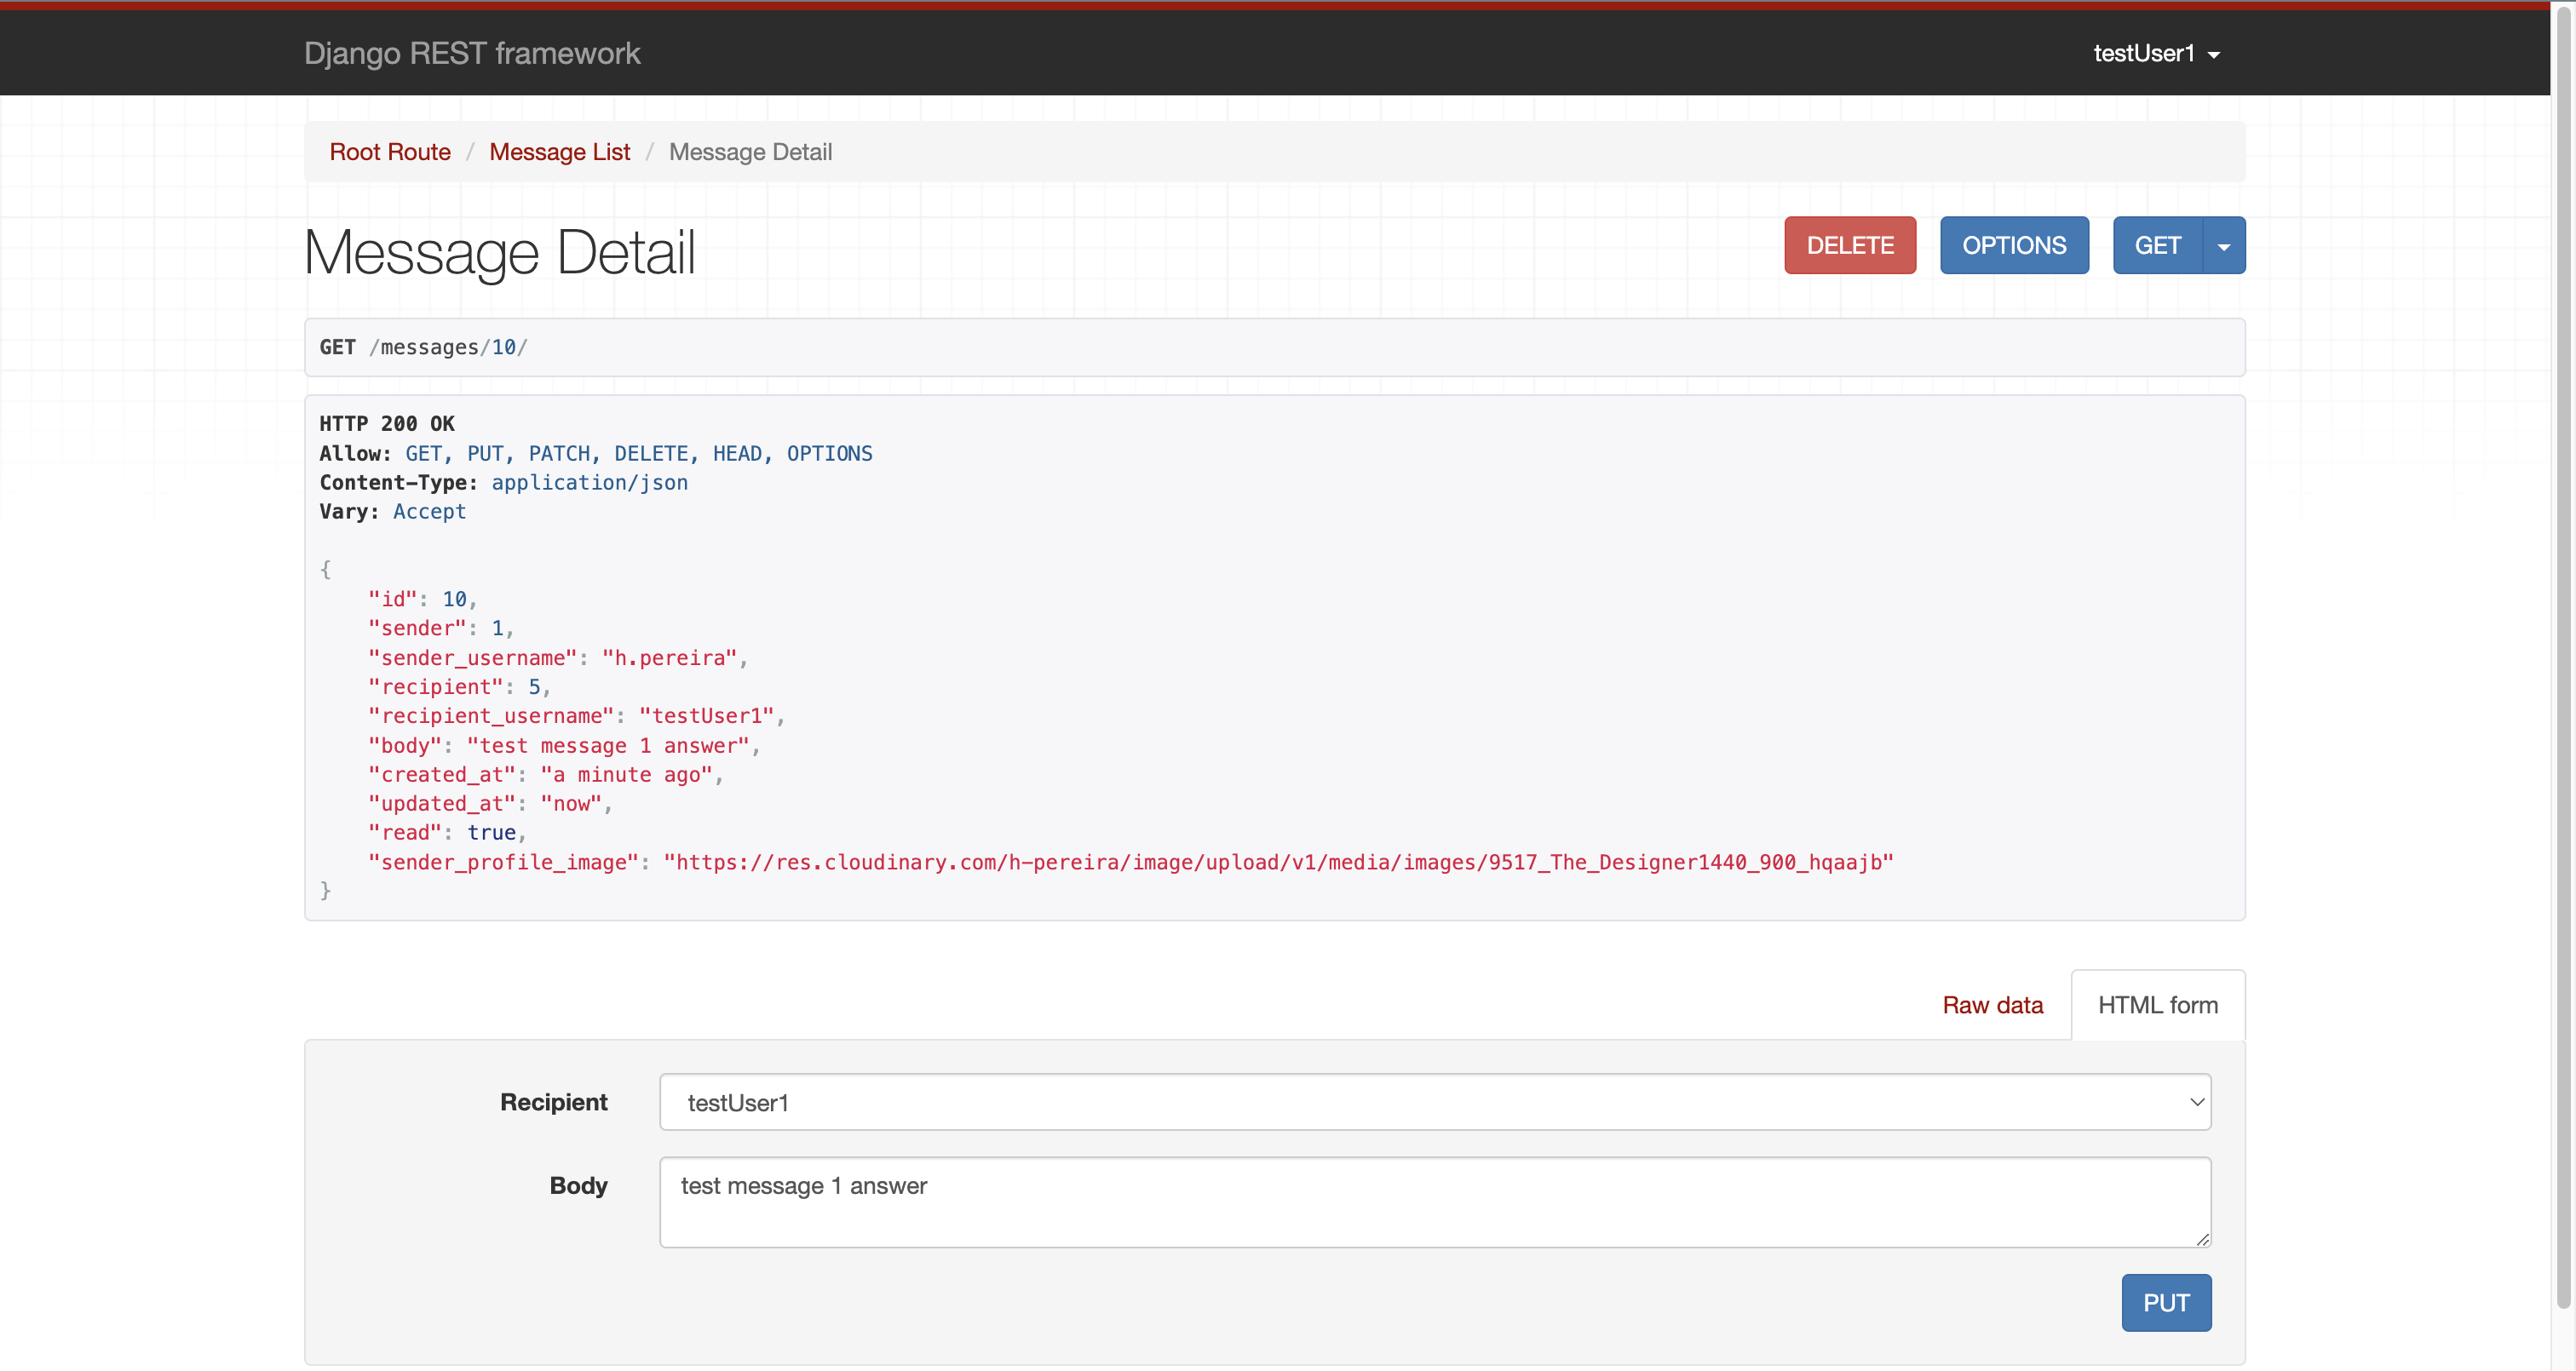 Django REST framework
testUser1
Root Route / Message List / Message Detail
Message Detail
DELETE
OPTIONS
GET
GET /messages/10/
HTTP 200 OK
Allow: GET, PUT, PATCH, DELETE, HEAD, OPTIONS
Content-Type: application/json
Vary: Accept
{
    "id": 10,
    "sender": 1,
    "sender_username": "h.pereira",
    "recipient": 5,
    "recipient_username": "testUser1",
    "body": "test message 1 answer",
    "created_at": "a minute ago",
    "updated_at": "now",
    "read": true,
    "sender_profile_image": "https://res.cloudinary.com/h-pereira/image/upload/v1/media/images/9517_The_Designer1440_900_hqaajb"
}
Raw data
HTML form
Recipient
testUser1
Body
test message 1 answer
PUT